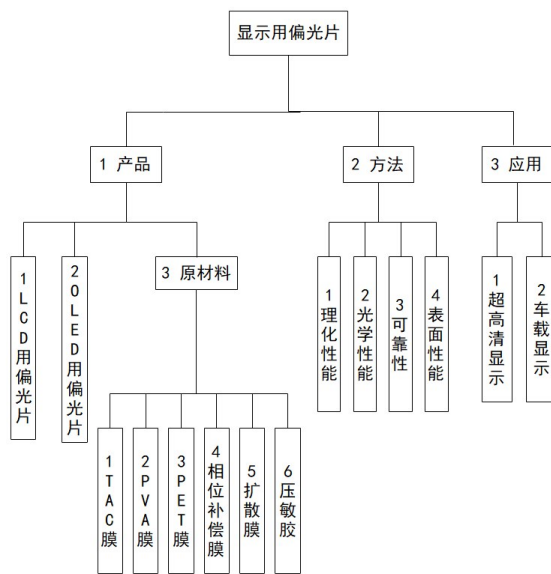 显示用偏光片
1 产品
2 方法
3 应用
1LCD用偏光片
2OLED用偏光片
3 原材料
1理化性能
2光学性能
3可靠性
4表面性能
1超高清显示
2车载显示
1TAC膜
2PVA膜
3PET膜
4相位补偿膜
5扩散膜
6压敏胶